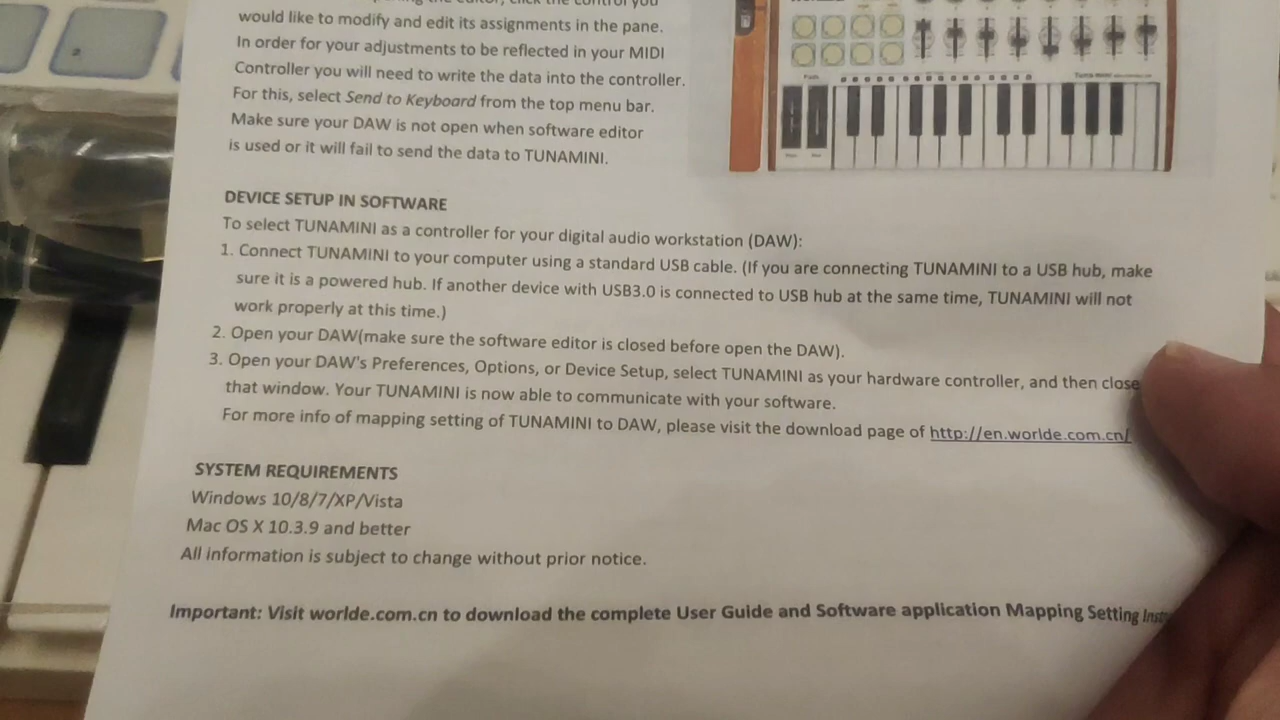 would like to modify and edit its assignments in the pane.
In order for your adjustments to be reflected in your MIDI
Controller you will need to write the data into the controller.
For this, select Send to Keyboard from the top menu bar.
Make sure your DAW is not open when software editor
is used or it will fail to send the data to TUNAMINI.
DEVICE SETUP IN SOFTWARE
To select TUNAMINI as a controller for your digital audio workstation (DAW):
1. Connect TUNAMINI to your computer using a standard USB cable. (If you are connecting TUNAMINI to a USB hub, make
sure it is a powered hub. If another device with USB3.0 is connected to USB hub at the same time, TUNAMINI will not
work properly at this time.)
2. Open your DAW(make sure the software editor is closed before open the DAW).
3. Open your DAW's Preferences, Options, or Device Setup, select TUNAMINI as your hardware controller, and then close
that window. Your TUNAMINI is now able to communicate with your software.
For more info of mapping setting of TUNAMINI to DAW, please visit the download page of http://en.worlde.com.cn/
SYSTEM REQUIREMENTS
Windows 10/8/7/XP/Vista
Mac OS X 10.3.9 and better
All information is subject to change without prior notice.
Important: Visit worlde.com.cn to download the complete User Guide and Software application Mapping Setting